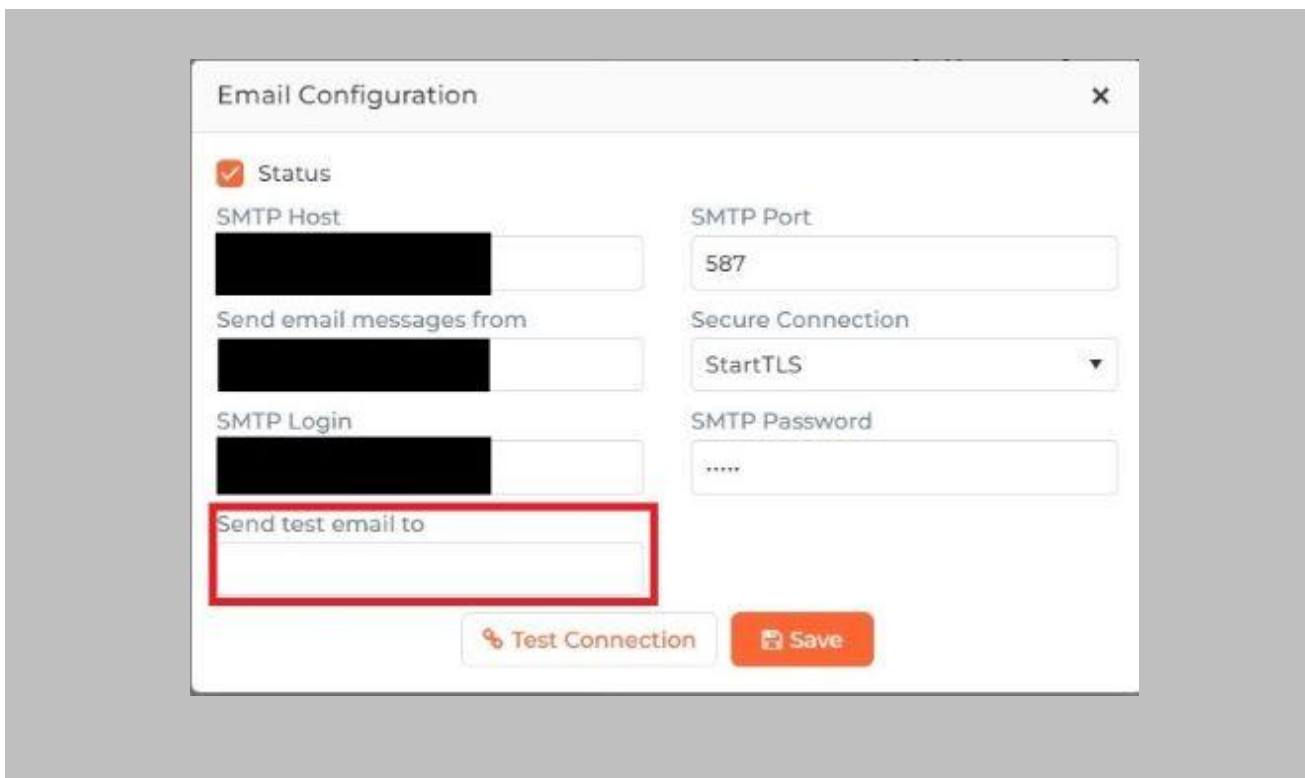 Email Configuration
Status
SMTP Host SMTP Port
587
Send email messages from Secure Connection
StartTLS
SMTP Login SMTP Password
•••••
Send test email to
Test Connection Save